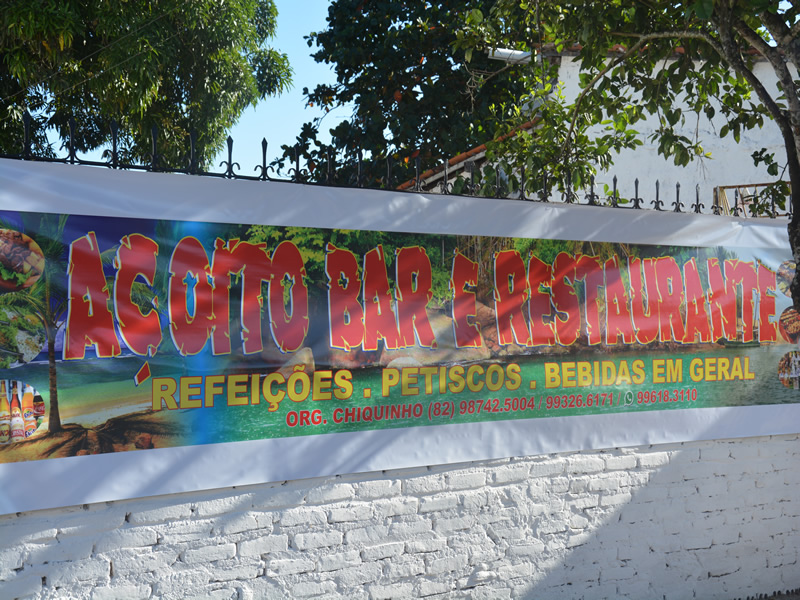 AÇOITO BAR E RESTAURANTE
REFEIÇÕES . PETISCOS . BEBIDAS EM GERAL
ORG. CHIQUINHO (82) 98742.5004 / 99326.6171 / 99618.3110